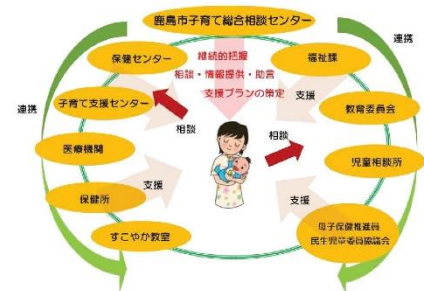 鹿島市子育て総合相談センター
連携
保健センター
継続的把握
相談・情報提供・助言
支援プランの策定
福祉課
連携
子育て支援センター
相談
支援
教育委員会
医療機関
相談
児童相談所
保健所
支援
支援
すこやか教室
母子保健推進員
民生児童委員協議会